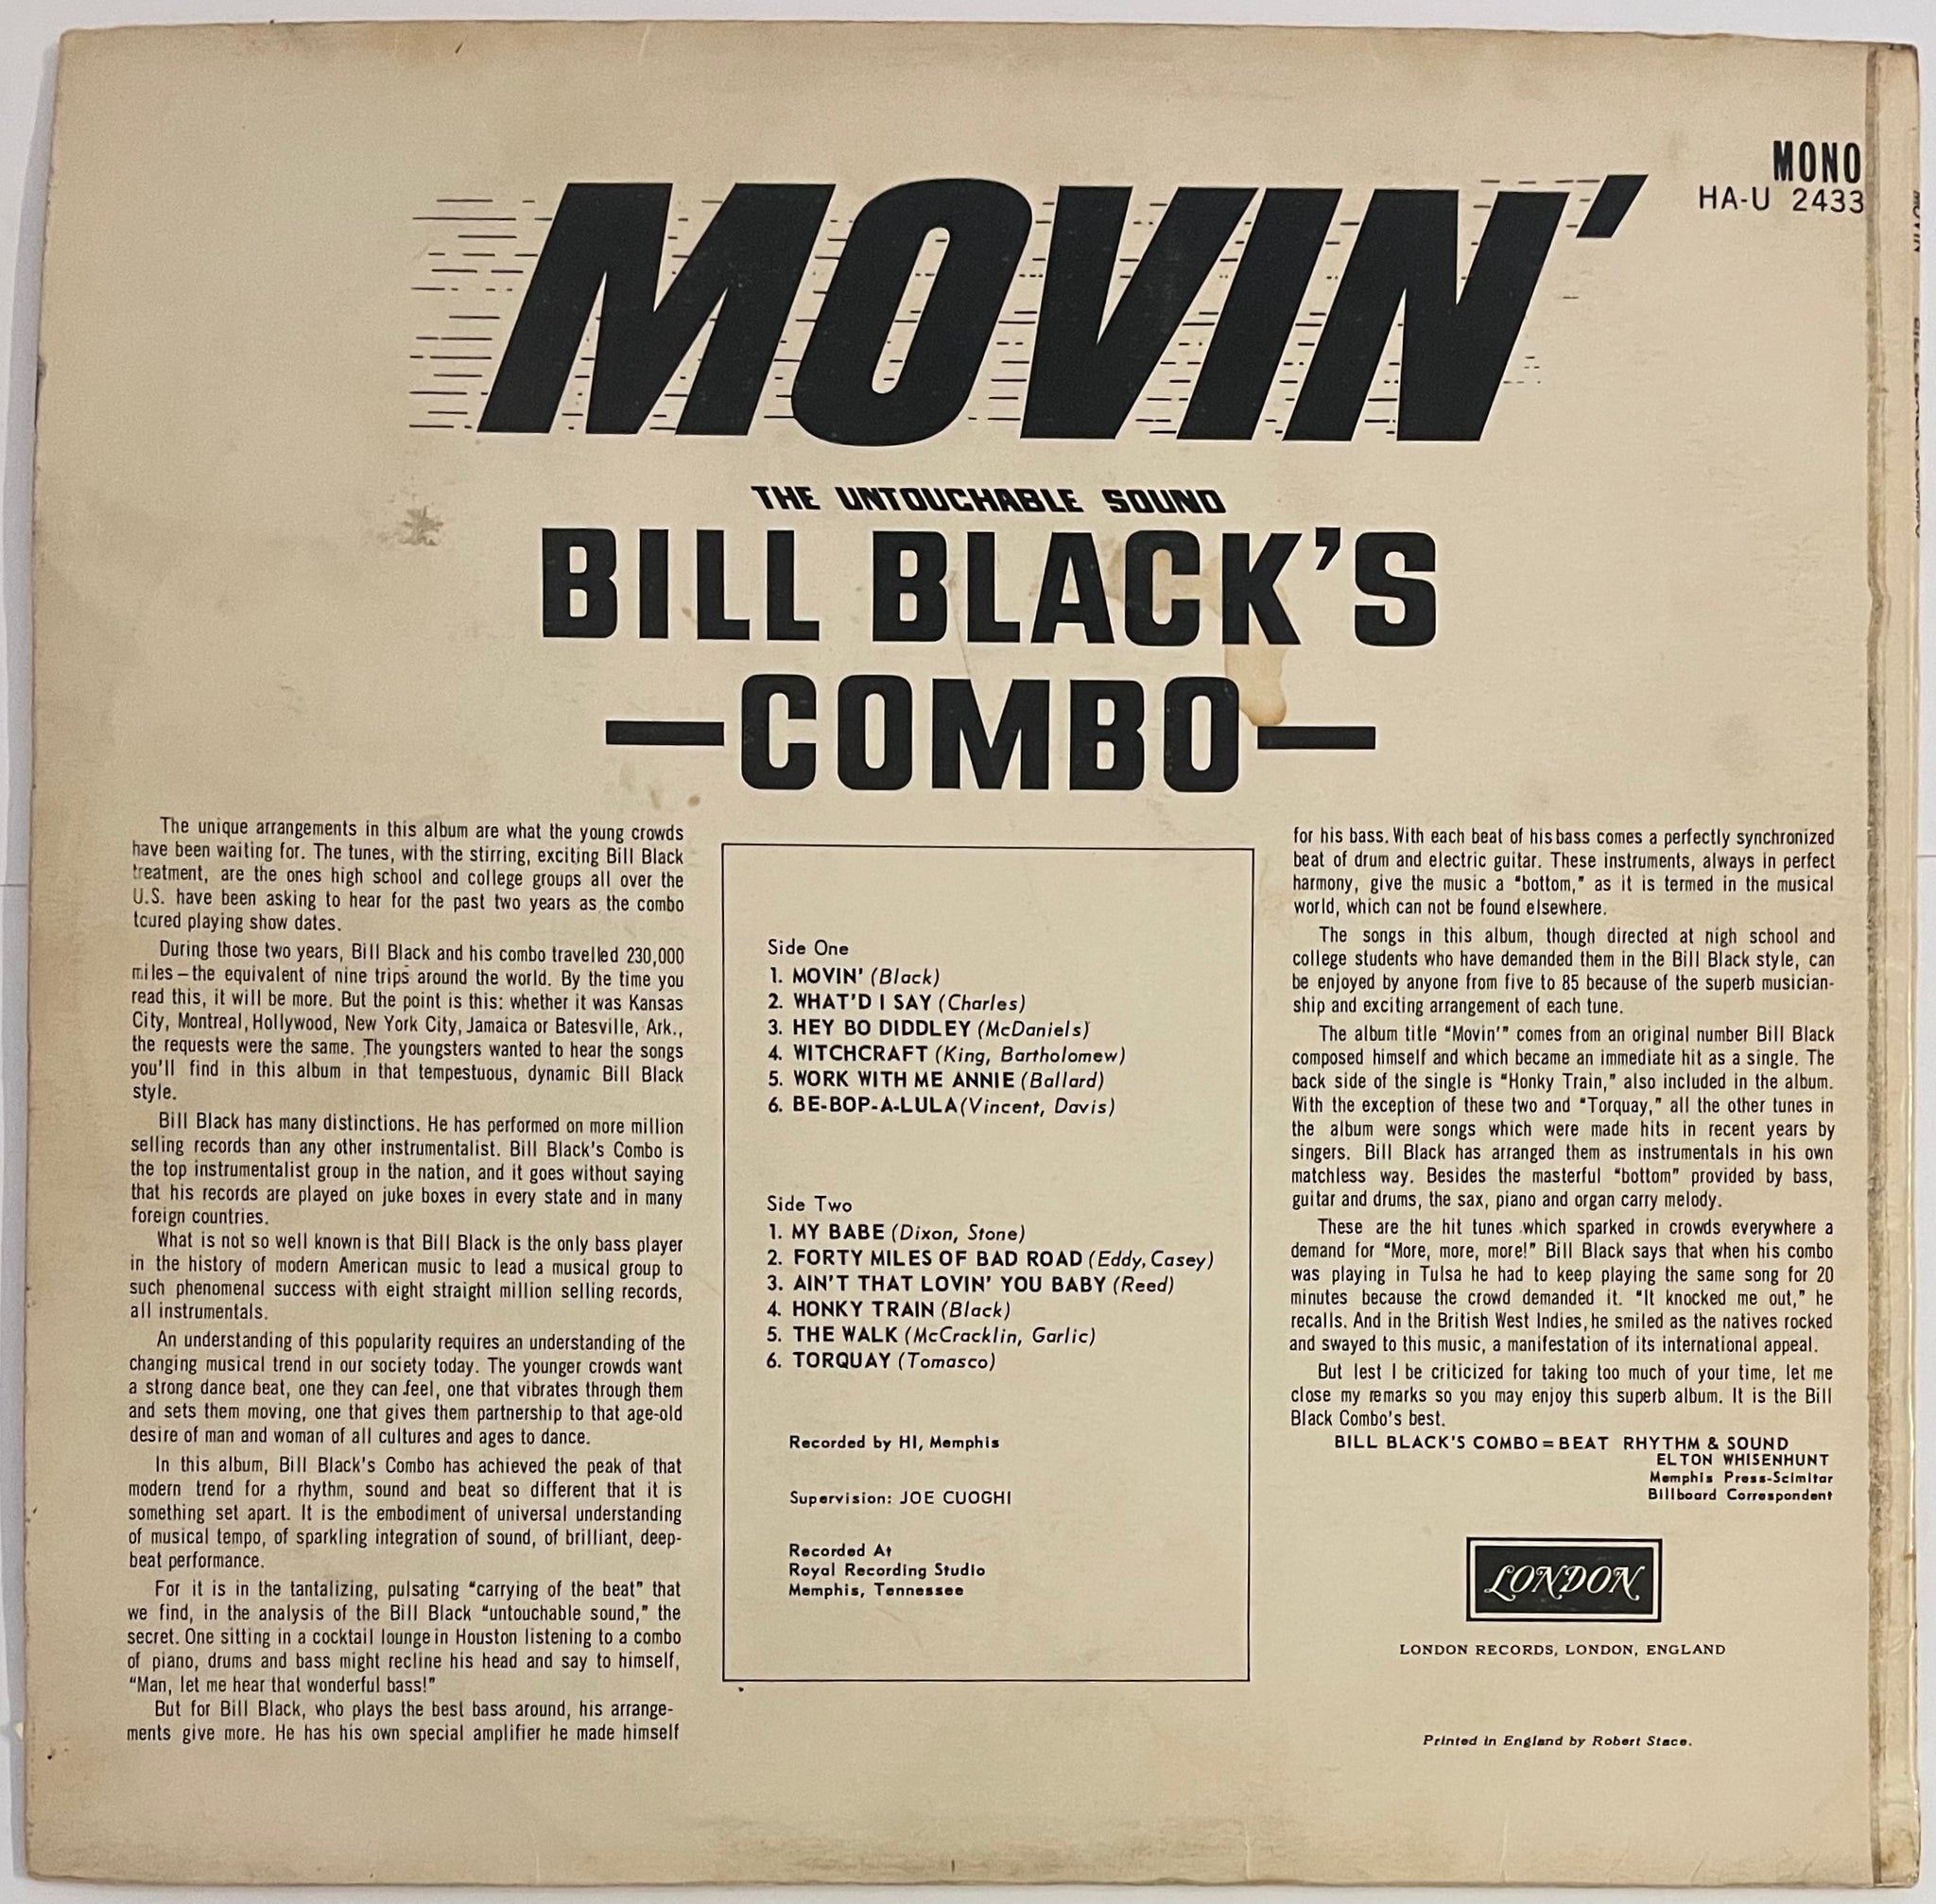 MONO
HA-U 2433
MOVIN'
THE UNTOUCHABLE SOUND
BILL BLACK'S
—COMBO—
The unique arrangements in this album are what the young crowds
have been waiting for. The tunes, with the stirring, exciting Bill Black
treatment, are the ones high school and college groups all over the
U.S. have been asking to hear for the past two years as the combo
toured playing show dates.
During those two years, Bill Black and his combo travelled 230,000
miles – the equivalent of nine trips around the world. By the time you
read this, it will be more. But the point is this: whether it was Kansas
City, Montreal, Hollywood, New York City, Jamaica or Batesville, Ark.,
the requests were the same. The youngsters wanted to hear the songs
you'll find in this album in that tempestuous, dynamic Bill Black
style.
Bill Black has many distinctions. He has performed on more million
selling records than any other instrumentalist. Bill Black's Combo is
the top instrumentalist group in the nation, and it goes without saying
that his records are played on juke boxes in every state and in many
foreign countries.
What is not so well known is that Bill Black is the only bass player
in the history of modern American music to lead a musical group to
such phenomenal success with eight straight million selling records,
all instrumentals.
An understanding of this popularity requires an understanding of the
changing musical trend in our society today. The younger crowds want
a strong dance beat, one they can feel, one that vibrates through them
and sets them moving, one that gives them partnership to that age-old
desire of man and woman of all cultures and ages to dance.
In this album, Bill Black's Combo has achieved the peak of that
modern trend for a rhythm, sound and beat so different that it is
something set apart. It is the embodiment of universal understanding
of musical tempo, of sparkling integration of sound, of brilliant, deep-
beat performance.
For it is in the tantalizing, pulsating "carrying of the beat" that
we find, in the analysis of the Bill Black "untouchable sound," the
secret. One sitting in a cocktail lounge in Houston listening to a combo
of piano, drums and bass might recline his head and say to himself,
"Man, let me hear that wonderful bass!"
But for Bill Black, who plays the best bass around, his arrange-
ments give more. He has his own special amplifier he made himself
Side One
1. MOVIN' (Black)
2. WHAT'D I SAY (Charles)
3. HEY BO DIDDLEY (McDaniels)
4. WITCHCRAFT (King, Bartholomew)
5. WORK WITH ME ANNIE (Ballard)
6. BE-BOP-A-LULA (Vincent, Davis)
Side Two
1. MY BABE (Dixon, Stone)
2. FORTY MILES OF BAD ROAD (Eddy, Casey)
3. AIN'T THAT LOVIN' YOU BABY (Reed)
4. HONKY TRAIN (Black)
5. THE WALK (McCracklin, Garlic)
6. TORQUAY (Tomasco)
Recorded by HI, Memphis
Supervision: JOE CUOGHI
Recorded At
Royal Recording Studio
Memphis, Tennessee
for his bass. With each beat of his bass comes a perfectly synchronized
beat of drum and electric guitar. These instruments, always in perfect
harmony, give the music a "bottom," as it is termed in the musical
world, which can not be found elsewhere.
The songs in this album, though directed at high school and
college students who have demanded them in the Bill Black style, can
be enjoyed by anyone from five to 85 because of the superb musician-
ship and exciting arrangement of each tune.
The album title "Movin'" comes from an original number Bill Black
composed himself and which became an immediate hit as a single. The
back side of the single is "Honky Train," also included in the album.
With the exception of these two and "Torquay," all the other tunes in
the album were songs which were made hits in recent years by
singers. Bill Black has arranged them as instrumentals in his own
matchless way. Besides the masterful "bottom" provided by bass,
guitar and drums, the sax, piano and organ carry melody.
These are the hit tunes which sparked in crowds everywhere a
demand for "More, more, more!" Bill Black says that when his combo
was playing in Tulsa he had to keep playing the same song for 20
minutes because the crowd demanded it. "It knocked me out," he
recalls. And in the British West Indies, he smiled as the natives rocked
and swayed to this music, a manifestation of its international appeal.
But lest I be criticized for taking too much of your time, let me
close my remarks so you may enjoy this superb album. It is the Bill
Black Combo's best.
BILL BLACK'S COMBO = BEAT RHYTHM & SOUND
ELTON WHISENHUNT
Memphis Press-Scimitar
Billboard Correspondent
LONDON
LONDON RECORDS, LONDON, ENGLAND
Printed in England by Robert Stace.